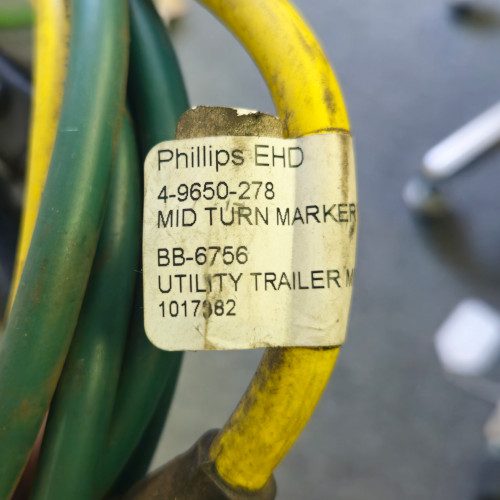 Phillips EHD
4-9650-278
MID TURN MARKER
BB-6756
UTILITY TRAILER